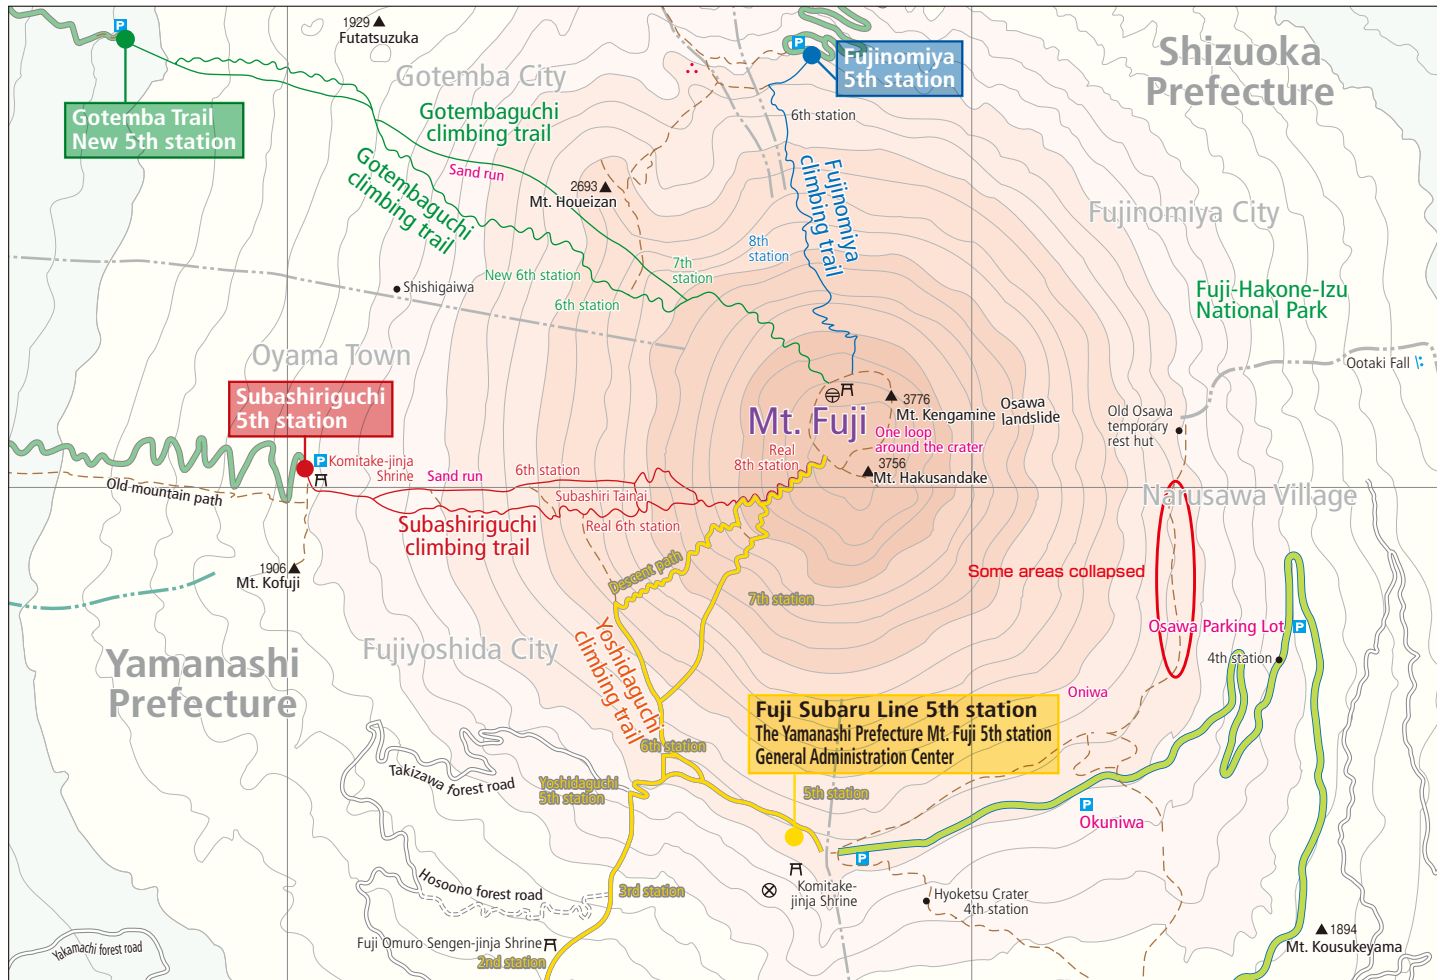 P
1929
Futatsuzuka
P
Fujinomiya
5th station
Shizuoka
Prefecture
Gotemba City
Gotemba Trail
New 5th station
Gotembaguchi
climbing trail
6th station
Gotembaguchi
climbing trail
Sand run
2693
Mt. Houeizan
Fujinomiya
climbing trail
Fujinomiya City
8th
station
7th
station
New 6th station
6th station
Shishigaiwa
Fuji-Hakone-Izu
National Park
Oyama Town
Ootaki Fall
Subashiriguchi
5th station
Mt. Fuji
3776
Mt. Kengamine
Osawa
landslide
One loop
around the crater
Old Osawa
temporary
rest hut
Real
8th station
3756
Mt. Hakusandake
P
Komitake-jinja
Shrine
Sand run
6th station
Subashiri Tainai
Real 6th station
Old mountain path
Subashiriguchi
climbing trail
Narusawa Village
1906
Mt. Kofuji
Descent path
7th station
Some areas collapsed
Osawa Parking Lot
P
4th station
Yoshidaguchi
climbing trail
Fujiyoshida City
Yamanashi
Prefecture
Oniwa
Fuji Subaru Line 5th station
The Yamanashi Prefecture Mt. Fuji 5th station
General Administration Center
6th station
Takizawa forest road
Yoshidaguchi
5th station
5th station
P
Okuniwa
P
Hosoono forest road
3rd station
Komitake-
jinja Shrine
Hyoketsu Crater
4th station
Fuji Omuro Sengen-jinja Shrine
2nd station
Yakamachi forest road
1894
Mt. Kousukeyama